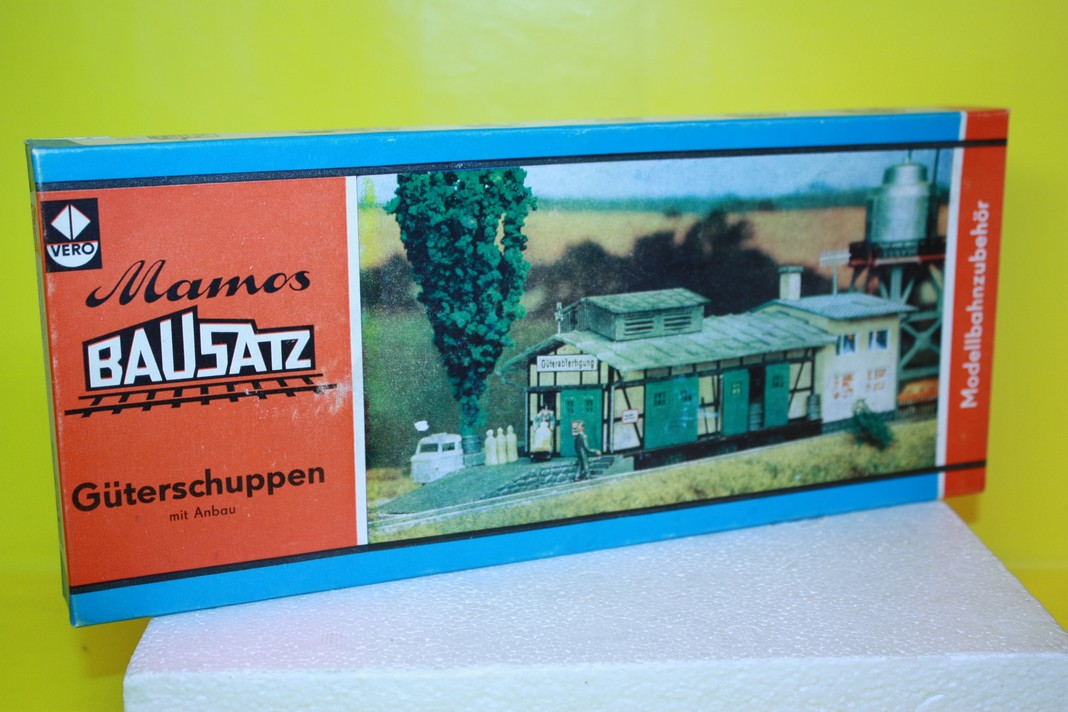 VERO
Mamos
BAUSATZ
Güterschuppen
mit Anbau
Güterabfertigung
Modellbahnzubehör